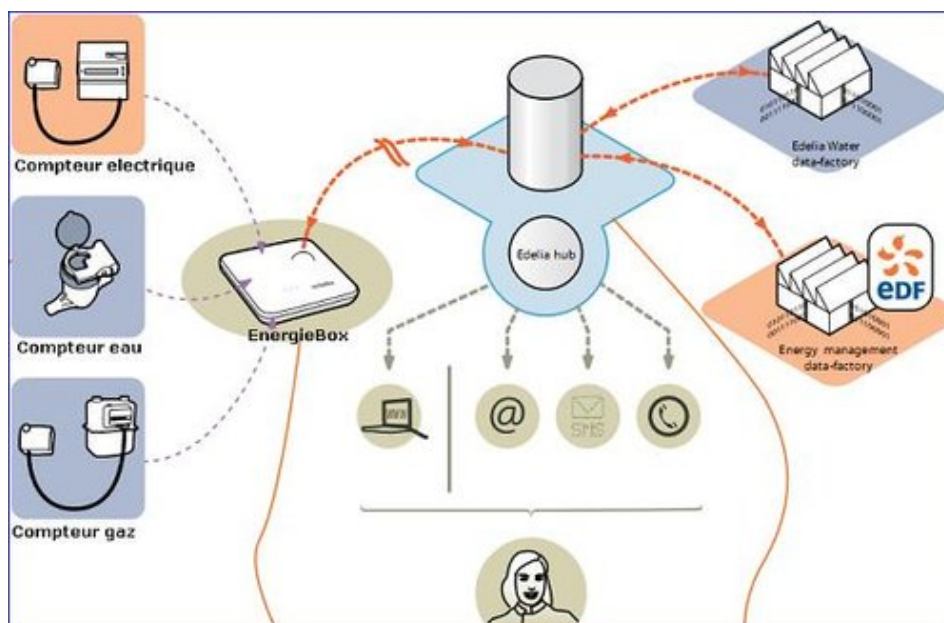 Compteur electrique
Compteur eau
Compteur gaz
EnergieBox
Edelia hub
Edelia Water
data-factory
eDF
Energy management
data-factory
@
SMS